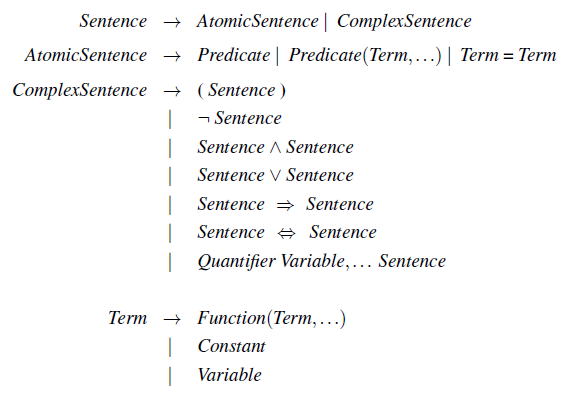 Sentence → AtomicSentence | ComplexSentence
AtomicSentence → Predicate | Predicate(Term,...) | Term = Term
ComplexSentence → ( Sentence )
| ¬ Sentence
| Sentence ∧ Sentence
| Sentence ∨ Sentence
| Sentence ⇒ Sentence
| Sentence ⇔ Sentence
| Quantifier Variable,... Sentence
Term → Function(Term,...)
| Constant
| Variable